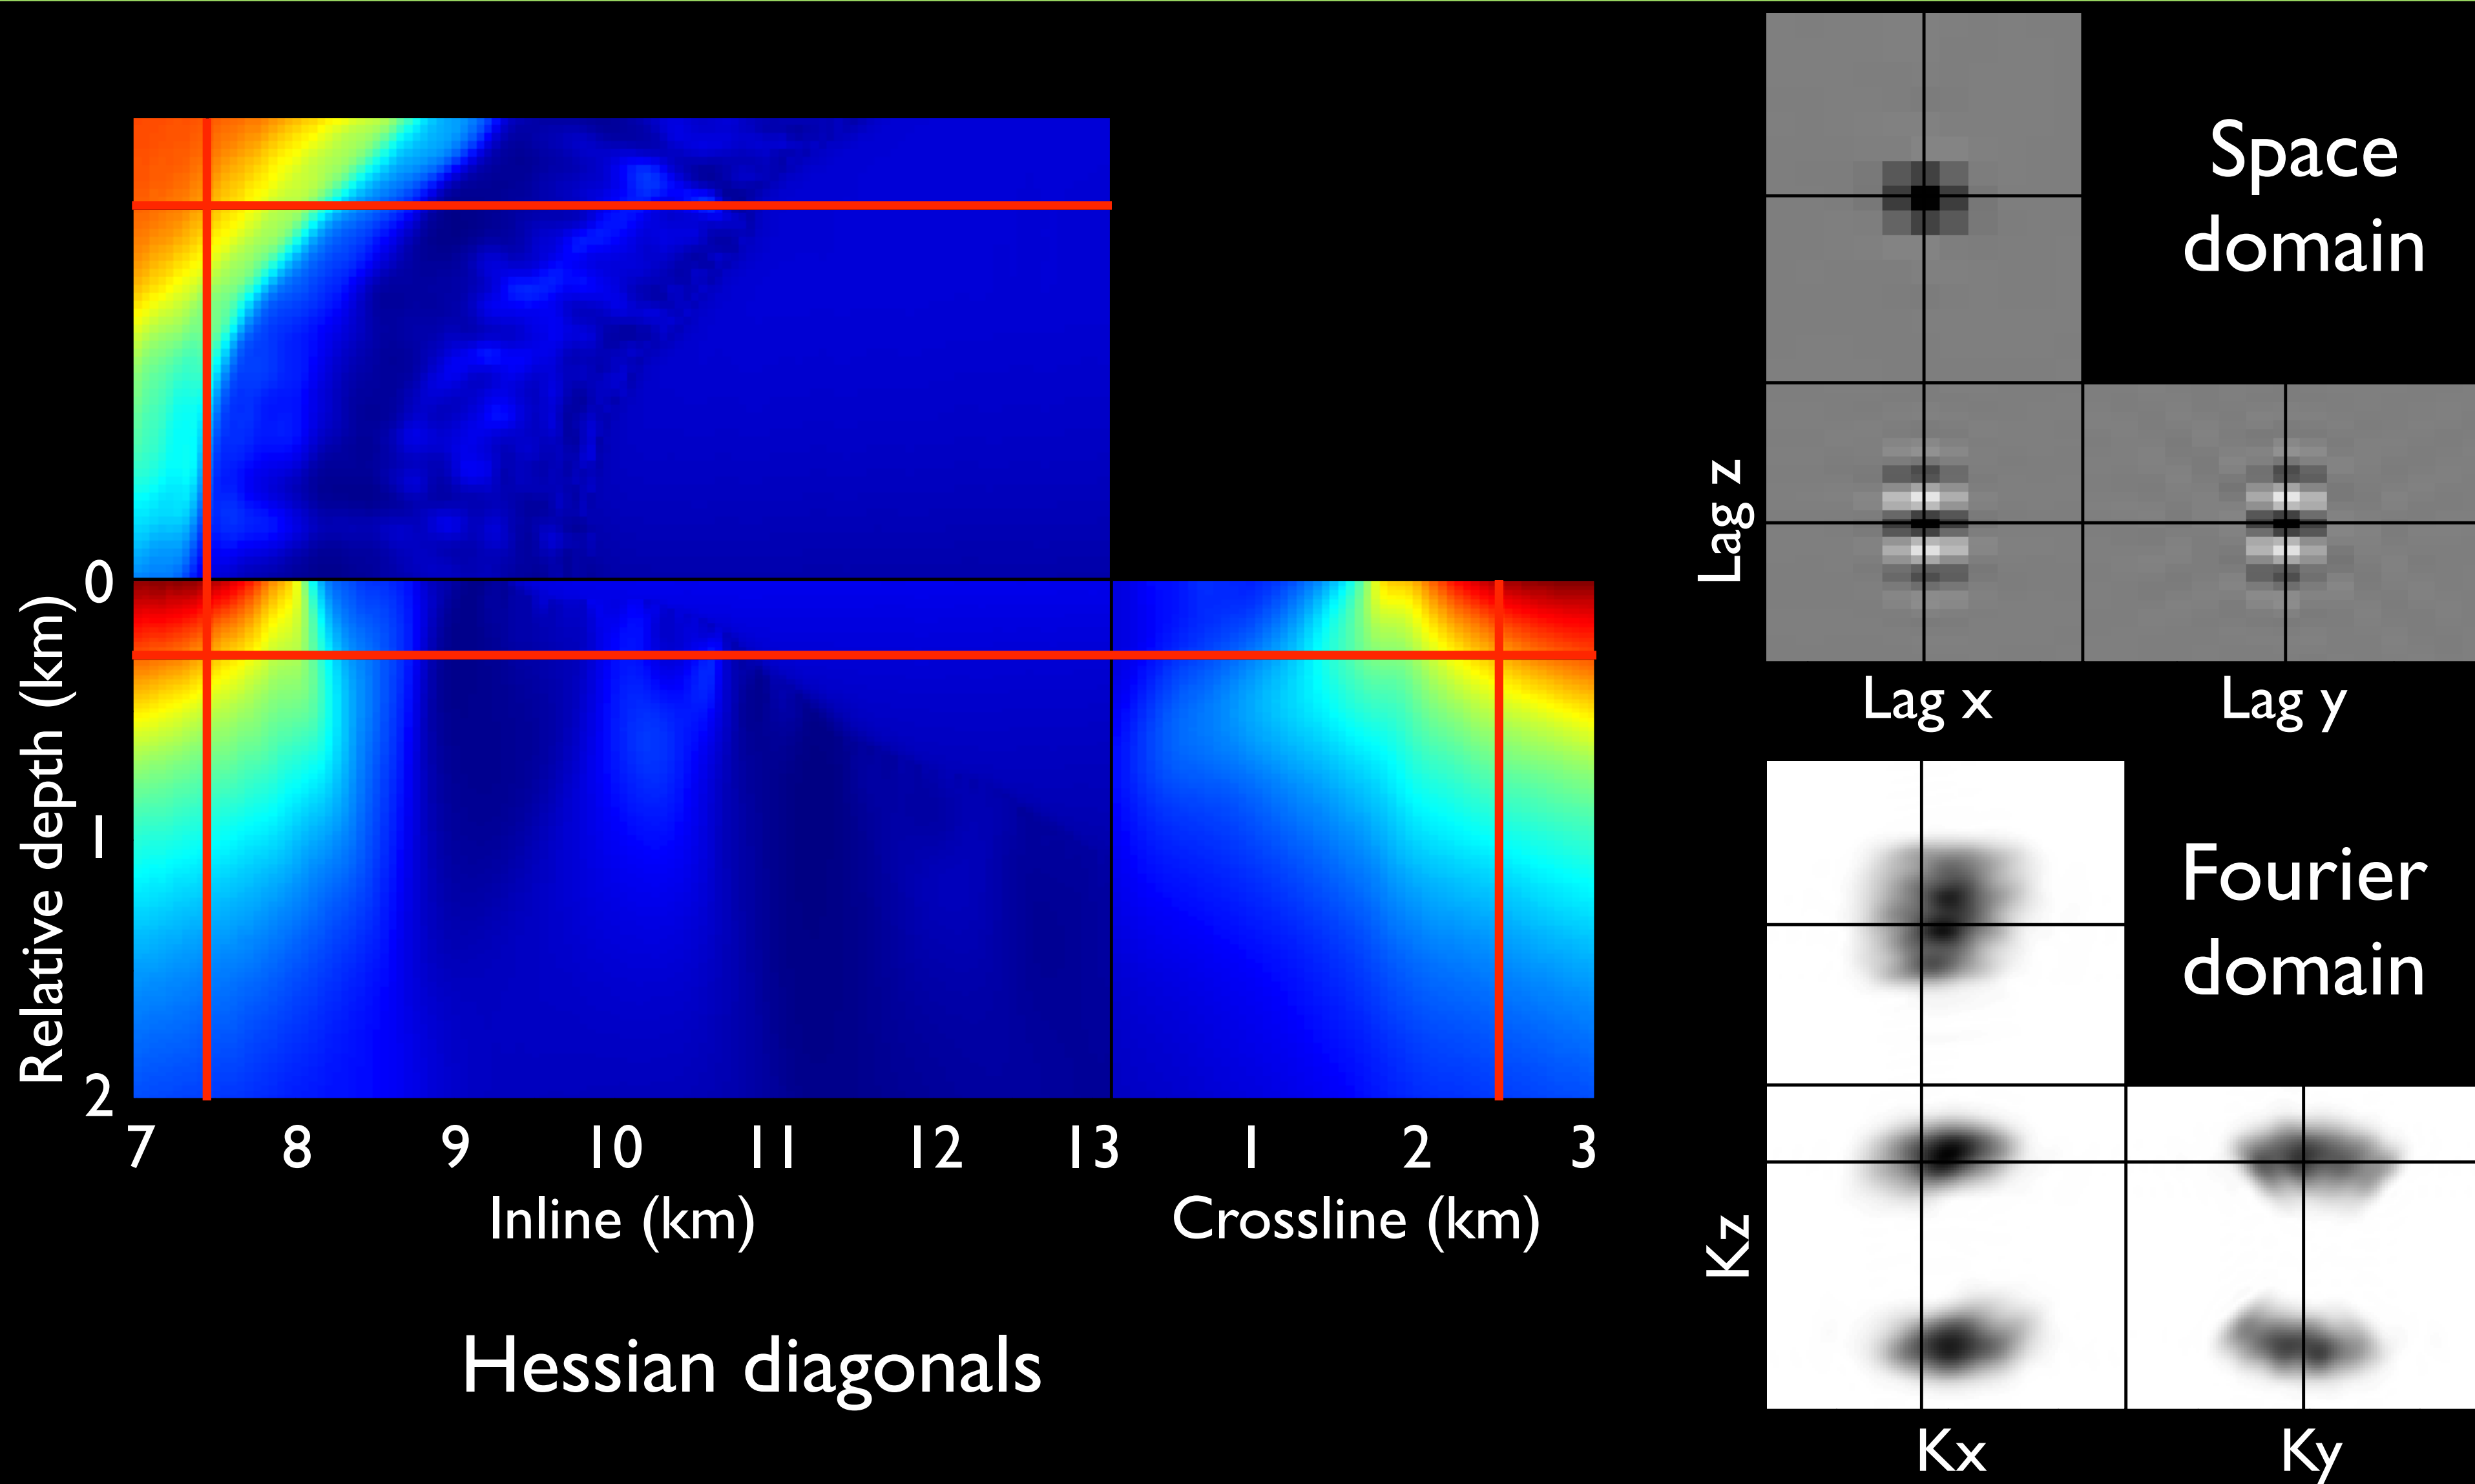 Space
domain
Lag z
Lag x
Lag y
Relative depth (km)
0
1
2
7 8 9 10 11 12 13 1 2 3
Inline (km)
Crossline (km)
Hessian diagonals
Fourier
domain
Kz
Kx
Ky